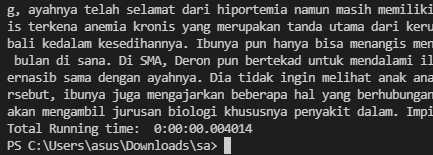 g, ayahnya telah selamat dari hiportemia namun masih memiliki
is terkena anemia kronis yang merupakan tanda utama dari keru
bali kedalam kesedihannya. Ibunya pun hanya bisa menangis men
bulan di sana. Di SMA, Deron pun bertekad untuk mendalami il
ernasib sama dengan ayahnya. Dia tidak ingin melihat anak ana
rsebut, ibunya juga mengajarkan beberapa hal yang berhubungan
akan mengambil jurusan biologi khususnya penyakit dalam. Impi
Total Running time:  0:00:00.004014
PS C:\Users\asus\Downloads\sa>